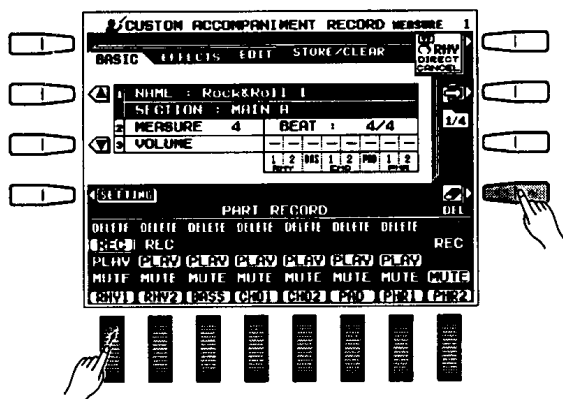 CUSTOM ACCOMPANIMENT RECORD MEASURE 1
BASIC EFFECTS EDIT STORE/CLEAR
RHY
DIRECT
CANCEL
1 NAME : Rock&Roll 1
SECTION : MAIN A
2 MEASURE 4 BEAT : 4/4
1/4
3 VOLUME
1 2 BAS 1 2 PAD 1 2
SETTING
PART RECORD
DEL
DELETE DELETE DELETE DELETE DELETE DELETE DELETE
REC REC REC
PLAY PLAY PLAY PLAY PLAY PLAY PLAY
MUTE MUTE MUTE MUTE MUTE MUTE MUTE MUTE
RHY1 RHY2 BASS CHD1 CHD2 PAD PHR1 PHR2